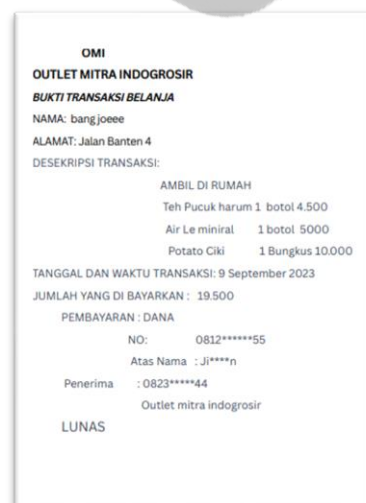 OMI
OUTLET MITRA INDOGROSIR
BUKTI TRANSAKSI BELANJA
NAMA: bang joeee
ALAMAT: Jalan Banten 4
DESEKRIPSI TRANSAKSI:
AMBIL DI RUMAH
Teh Pucuk harum 1 botol 4.500
Air Le miniral 1 botol 5000
Potato Ciki 1 Bungkus 10.000
TANGGAL DAN WAKTU TRANSAKSI: 9 September 2023
JUMLAH YANG DI BAYARKAN : 19.500
PEMBAYARAN : DANA
NO: 0812******55
Atas Nama : Ji****n
Penerima : 0823*****44
Outlet mitra indogrosir
LUNAS